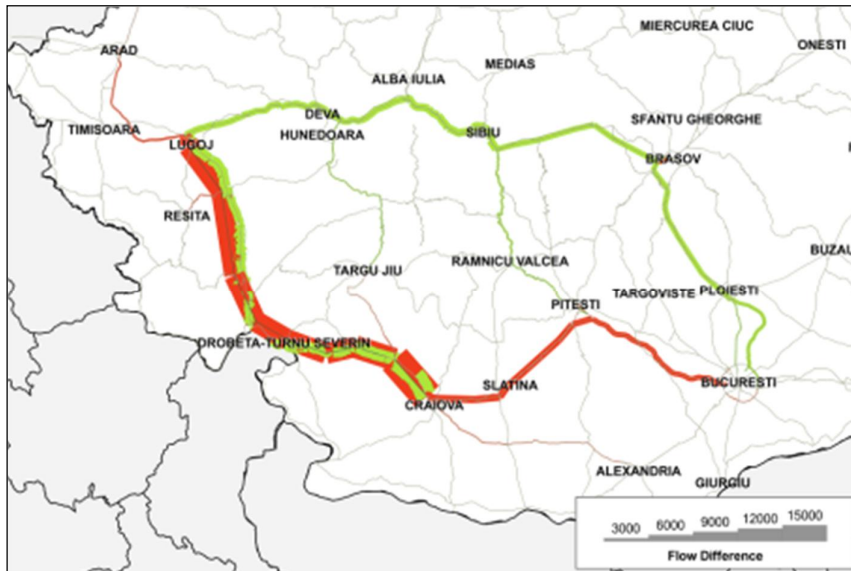 MIERCUREA CIUC
ARAD
ONESTI
MEDIAS
ALBA IULIA
DEVA
SFANTU GHEORGHE
TIMISOARA
HUNEDOARA
SIBIU
LUGOJ
BRASOV
RESITA
BUZAU
TARGU JIU
RAMNICU VALCEA
TARGOVISTE
PLOIESTI
PITESTI
DROBETA-TURNU SEVERIN
SLATINA
BUCURESTI
CRAIOVA
ALEXANDRIA
GIURGIU
3000 6000 9000 12000 15000
Flow Difference